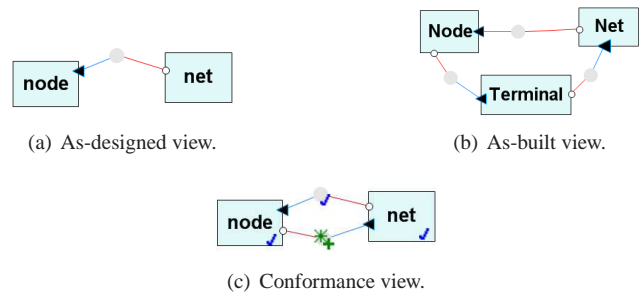 node
net
(a) As-designed view.
Node
Net
Terminal
(b) As-built view.
node
net
(c) Conformance view.